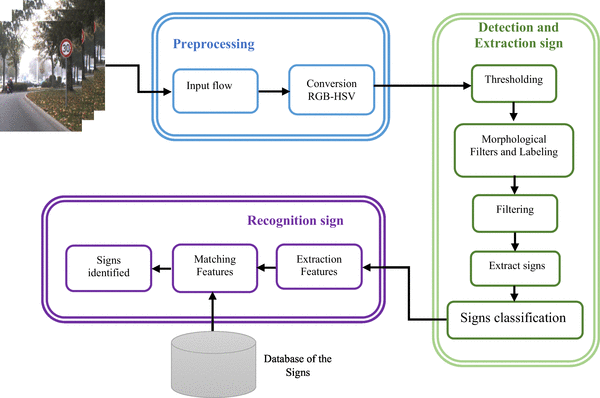 30
Preprocessing
Input flow
Conversion
RGB-HSV
Detection and
Extraction sign
Thresholding
Morphological
Filters and Labeling
Filtering
Extract signs
Signs classification
Recognition sign
Extraction
Features
Matching
Features
Signs
identified
Database of the
Signs